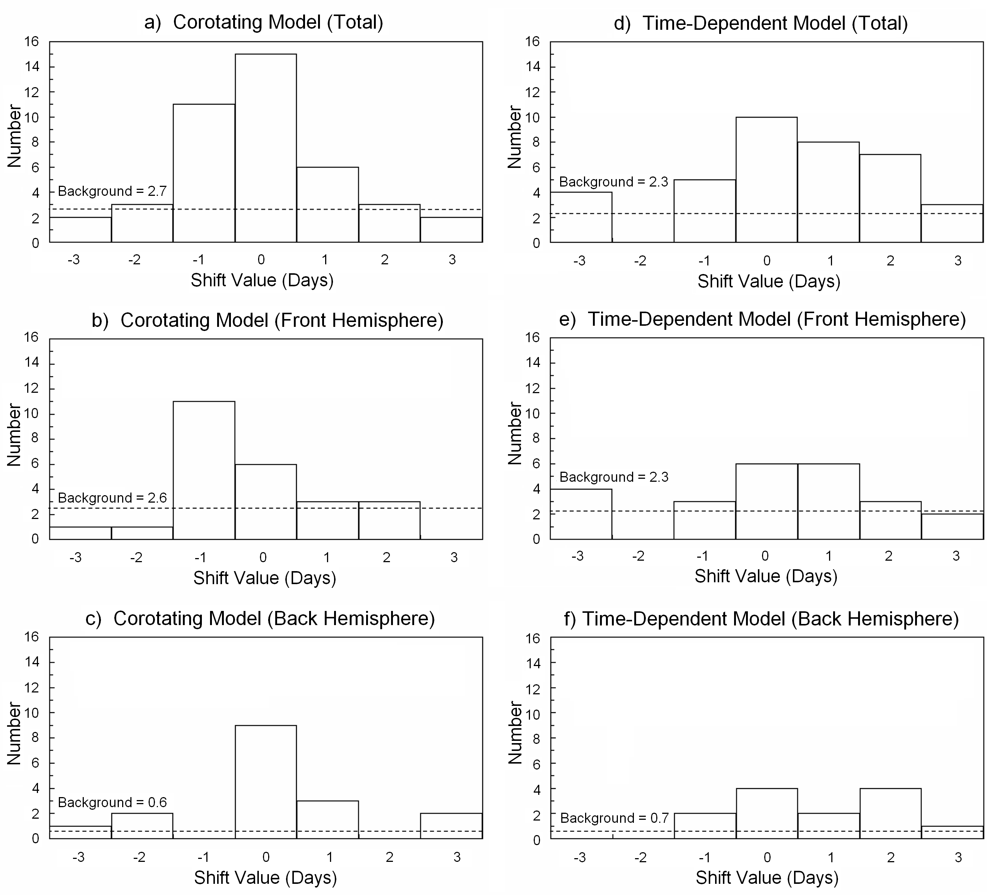 a) Corotating Model (Total)
16
14
12
10
8
6
4
2
0
Number
Background = 2.7
-3 -2 -1 0 1 2 3
Shift Value (Days)
d) Time-Dependent Model (Total)
16
14
12
10
8
6
4
2
0
Number
Background = 2.3
-3 -2 -1 0 1 2 3
Shift Value (Days)
b) Corotating Model (Front Hemisphere)
16
14
12
10
8
6
4
2
0
Number
Background = 2.6
-3 -2 -1 0 1 2 3
Shift Value (Days)
e) Time-Dependent Model (Front Hemisphere)
16
14
12
10
8
6
4
2
0
Number
Background = 2.3
-3 -2 -1 0 1 2 3
Shift Value (Days)
c) Corotating Model (Back Hemisphere)
16
14
12
10
8
6
4
2
0
Number
Background = 0.6
-3 -2 -1 0 1 2 3
Shift Value (Days)
f) Time-Dependent Model (Back Hemisphere)
16
14
12
10
8
6
4
2
0
Number
Background = 0.7
-3 -2 -1 0 1 2 3
Shift Value (Days)